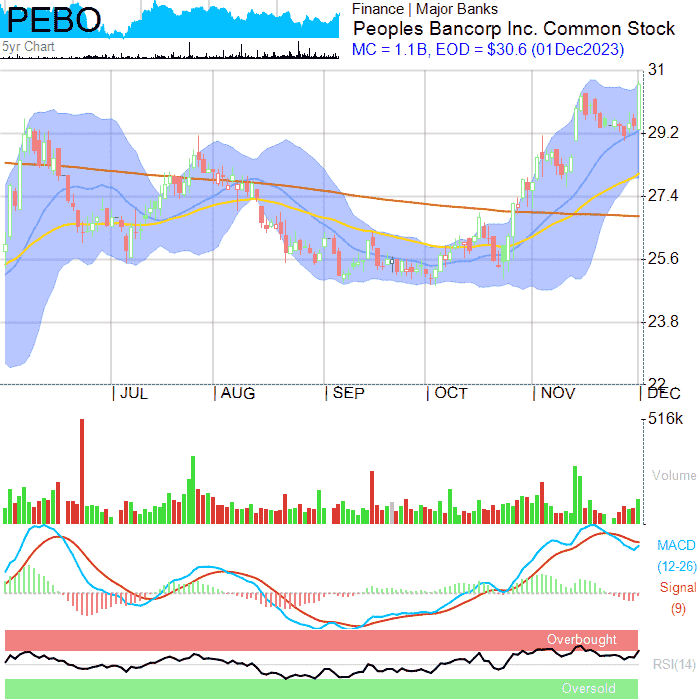 PEBO
5yr Chart
Finance | Major Banks
Peoples Bancorp Inc. Common Stock
MC = 1.1B, EOD = $30.6 (01Dec2023)
31
29.2
27.4
25.6
23.8
22
JUL AUG SEP OCT NOV DEC
516k
Volume
MACD
(12-26)
Signal
(9)
Overbought
RSI(14)
Oversold